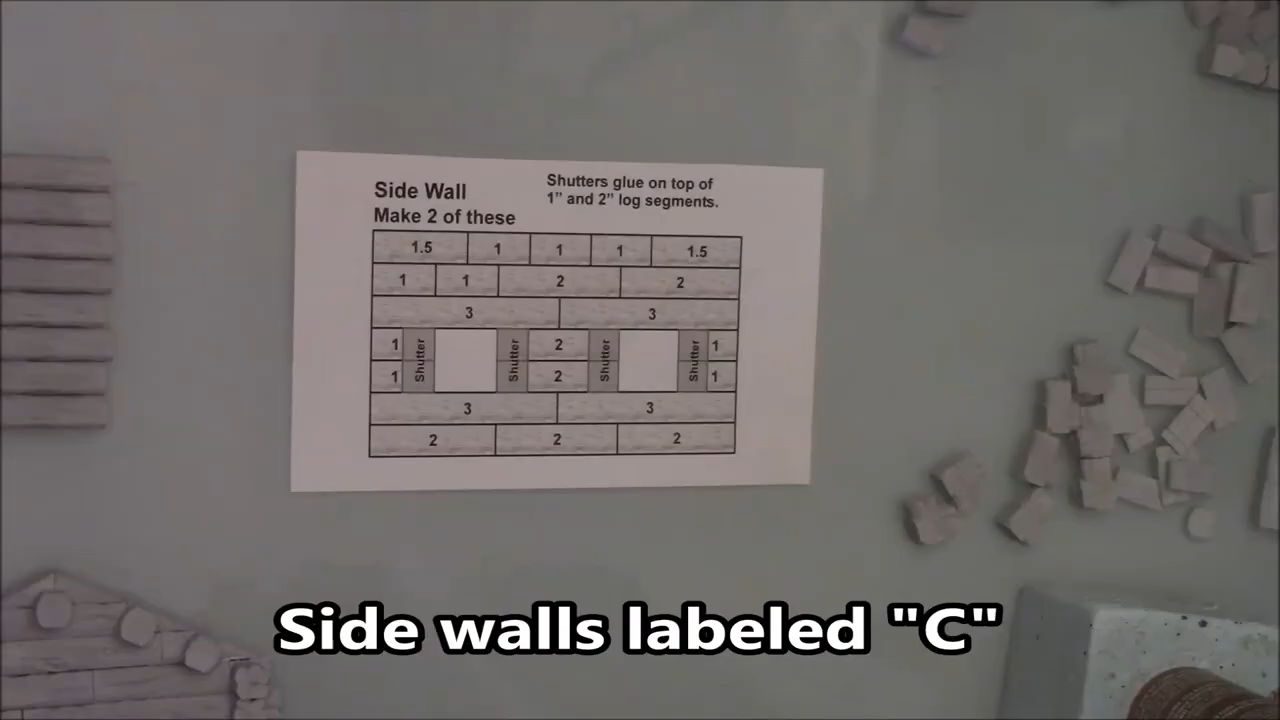 Side Wall
Make 2 of these
Shutters glue on top of
1” and 2” log segments.
1.5 1 1 1 1.5
1 1 2 2
3 3
1 Shutter Shutter 2 Shutter Shutter 1
1 2 1
3 3
2 2 2
Side walls labeled "C"